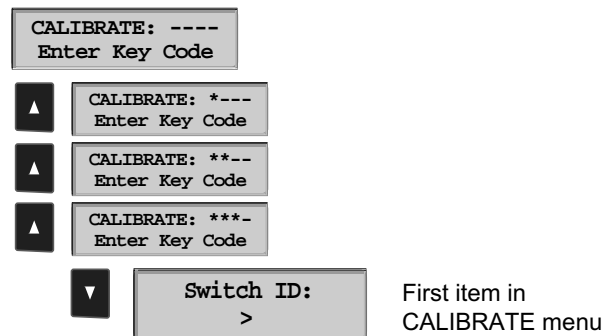 CALIBRATE: ----
Enter Key Code
CALIBRATE: *---
Enter Key Code
CALIBRATE: **--
Enter Key Code
CALIBRATE: ***-
Enter Key Code
Switch ID:
>
First item in
CALIBRATE menu